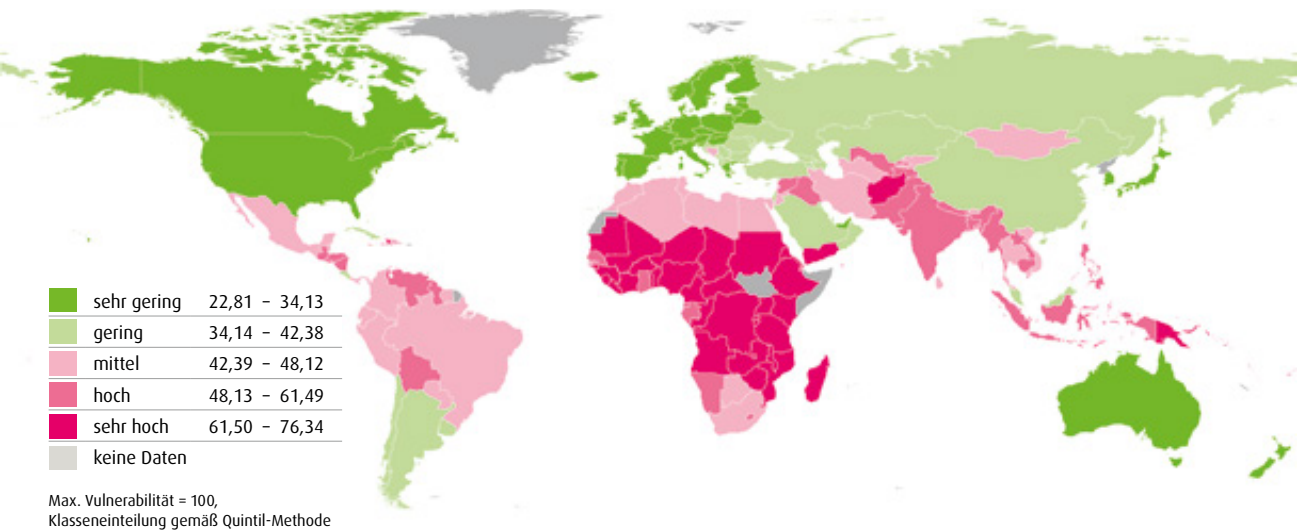 sehr gering 22,81 – 34,13
gering 34,14 – 42,38
mittel 42,39 – 48,12
hoch 48,13 – 61,49
sehr hoch 61,50 – 76,34
keine Daten
Max. Vulnerabilität = 100,
Klasseneinteilung gemäß Quintil-Methode